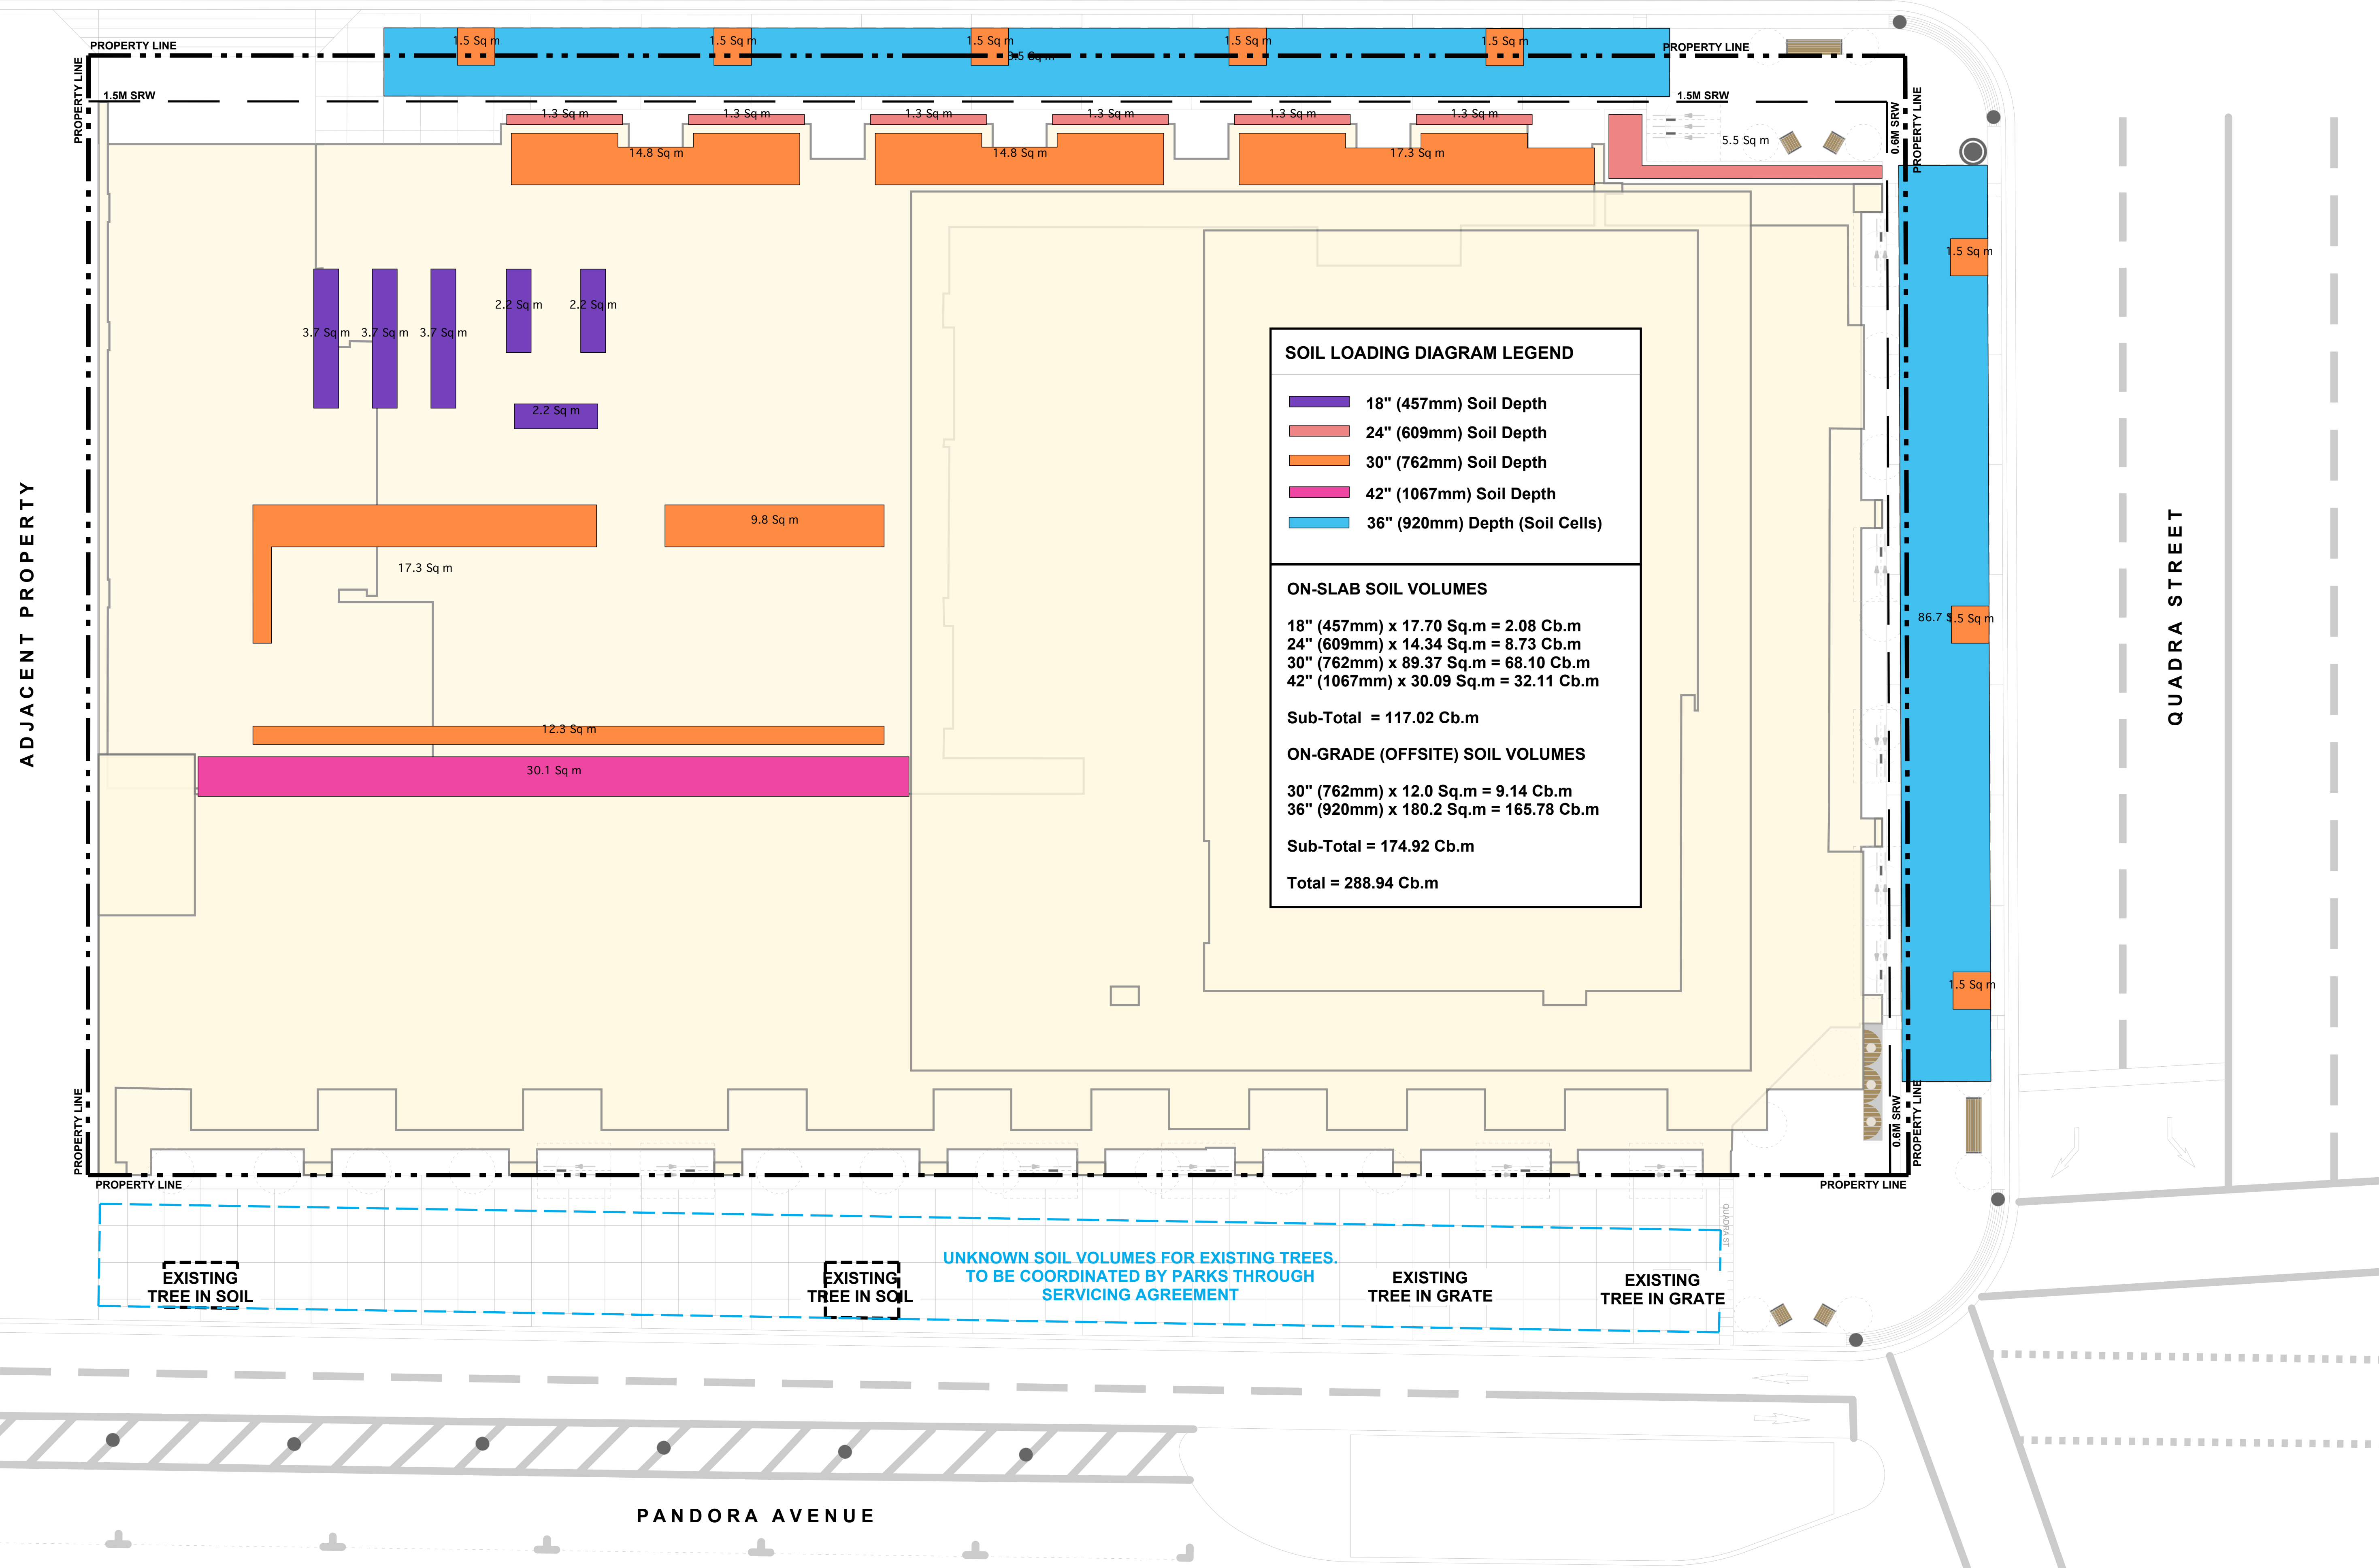 1.5 Sq m
1.5 Sq m
1.5 Sq m
1.5 Sq m
1.5 Sq m
PROPERTY LINE
PROPERTY LINE
PROPERTY LINE
1.5M SRW
1.5M SRW
0.6M SRW
PROPERTY LINE
1.3 Sq m
1.3 Sq m
1.3 Sq m
1.3 Sq m
1.3 Sq m
1.3 Sq m
5.5 Sq m
14.8 Sq m
14.8 Sq m
17.3 Sq m
1.5 Sq m
3.7 Sq m
3.7 Sq m
3.7 Sq m
2.2 Sq m
2.2 Sq m
2.2 Sq m
SOIL LOADING DIAGRAM LEGEND
18" (457mm) Soil Depth
24" (609mm) Soil Depth
30" (762mm) Soil Depth
42" (1067mm) Soil Depth
36" (920mm) Depth (Soil Cells)
ON-SLAB SOIL VOLUMES
18" (457mm) x 17.70 Sq.m = 2.08 Cb.m
24" (609mm) x 14.34 Sq.m = 8.73 Cb.m
30" (762mm) x 89.37 Sq.m = 68.10 Cb.m
42" (1067mm) x 30.09 Sq.m = 32.11 Cb.m
Sub-Total = 117.02 Cb.m
ON-GRADE (OFFSITE) SOIL VOLUMES
30" (762mm) x 12.0 Sq.m = 9.14 Cb.m
36" (920mm) x 180.2 Sq.m = 165.78 Cb.m
Sub-Total = 174.92 Cb.m
Total = 288.94 Cb.m
9.8 Sq m
17.3 Sq m
12.3 Sq m
30.1 Sq m
86.7
1.5 Sq m
1.5 Sq m
ADJACENT PROPERTY
QUADRA STREET
PROPERTY LINE
PROPERTY LINE
0.6M SRW
PROPERTY LINE
PROPERTY LINE
QUADRA ST
EXISTING
TREE IN SOIL
EXISTING
TREE IN SOIL
UNKNOWN SOIL VOLUMES FOR EXISTING TREES.
TO BE COORDINATED BY PARKS THROUGH
SERVICING AGREEMENT
EXISTING
TREE IN GRATE
EXISTING
TREE IN GRATE
PANDORA AVENUE